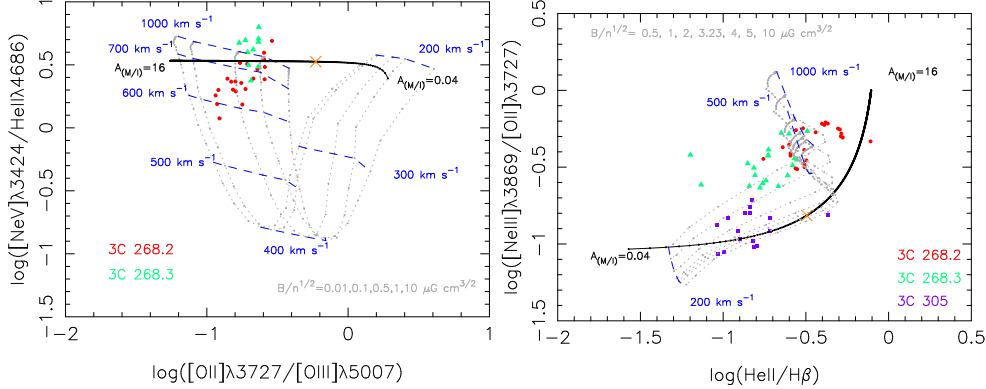 log([NeV]λ3424/HeIIλ4686)
0.5
0
−0.5
−1
−1.5
1000 km s⁻¹
700 km s⁻¹
200 km s⁻¹
A(M/I)=16
A(M/I)=0.04
600 km s⁻¹
500 km s⁻¹
300 km s⁻¹
400 km s⁻¹
3C 268.2
3C 268.3
B/n^1/2=0.01,0.1,0.5,1,10 μG cm^3/2
−2
−1
0
1
log([OII]λ3727/[OIII]λ5007)
log([NeIII]λ3869/[OII]λ3727)
0.5
0
−0.5
−1
−1.5
B/n^1/2= 0.5, 1, 2, 3.23, 4, 5, 10 μG cm^3/2
1000 km s⁻¹
A(M/I)=16
500 km s⁻¹
A(M/I)=0.04
200 km s⁻¹
3C 268.2
3C 268.3
3C 305
−2
−1.5
−1
−0.5
0
0.5
log(HeII/Hβ)